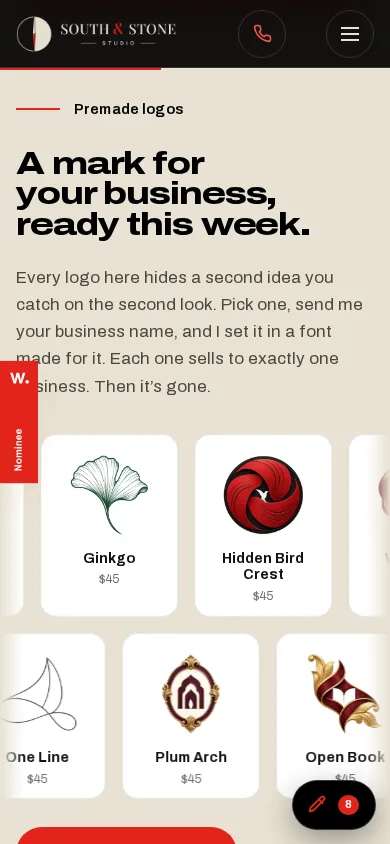 SOUTH & STONE
STUDIO
Premade logos
A mark for
your business,
ready this week.
Every logo here hides a second idea you
catch on the second look. Pick one, send me
your business name, and I set it in a font
made for it. Each one sells to exactly one
siness. Then it's gone.
W.
Nominee
Ginkgo
$45
Hidden Bird
Crest
$45
One Line
$45
Plum Arch
$45
Open Book
$45
8